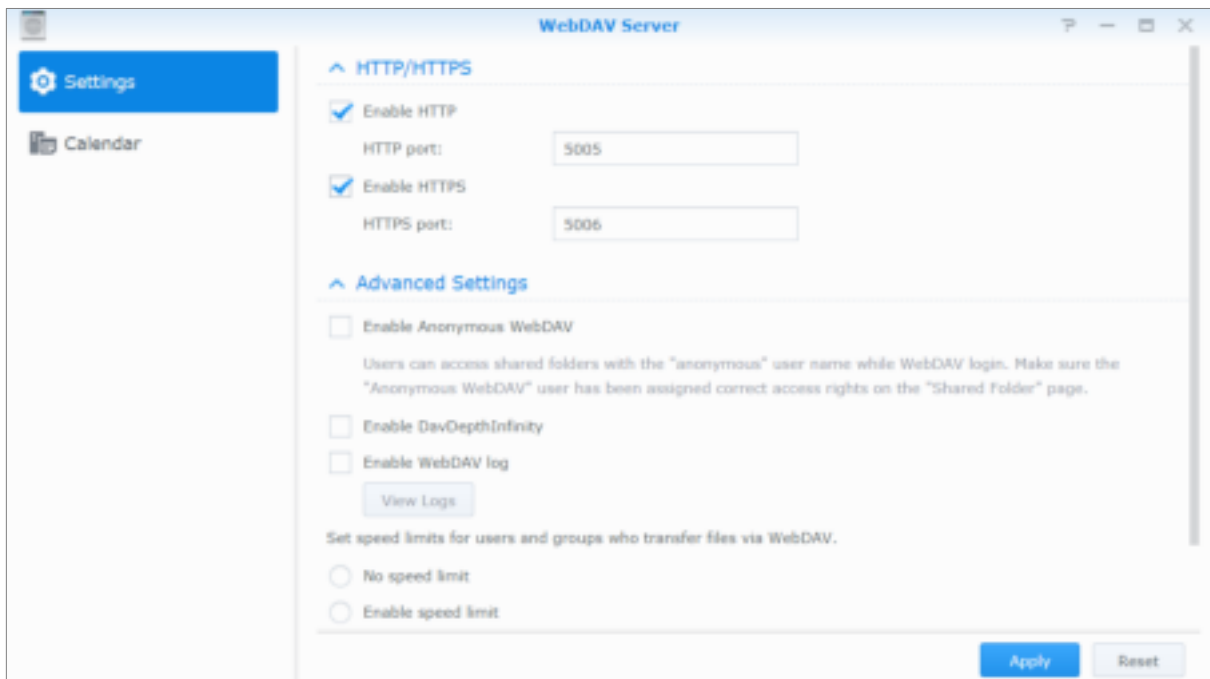 WebDAV Server
Settings
Calendar
HTTP/HTTPS
Enable HTTP
HTTP port: 5005
Enable HTTPS
HTTPS port: 5006
Advanced Settings
Enable Anonymous WebDAV
Users can access shared folders with the "anonymous" user name while WebDAV login. Make sure the
"Anonymous WebDAV" user has been assigned correct access rights on the "Shared Folder" page.
Enable DavDepthInfinity
Enable WebDAV log
View Logs
Set speed limits for users and groups who transfer files via WebDAV.
No speed limit
Enable speed limit
Apply Reset